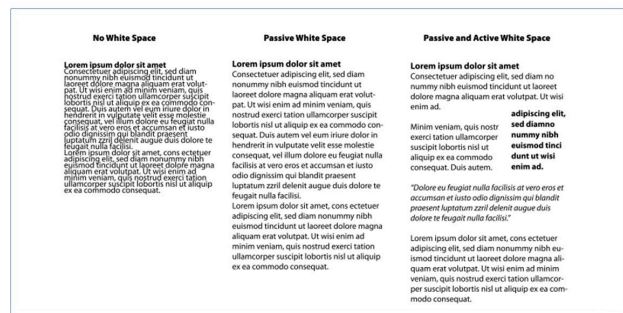 No White Space
Lorem ipsum dolor sit amet
Consectetuer adipiscing elit, sed diam
nonummy nibh euismod tincidunt ut
laoreet dolore magna aliquam erat volut-
pat. Ut wisi enim ad minim veniam, quis
nostrud exerci tation ullamcorper suscipit
lobortis nisl ut aliquip ex ea commodo con-
sequat. Duis autem vel eum iriure dolor in
hendrerit in vulputate velit esse molestie
consequat, vel illum dolore eu feugiat nulla
facilisis at vero eros et accumsan et iusto
odio dignissim qui blandit praesent
luptatum zzril delenit augue duis dolore te
feugait nulla facilisi.
Lorem ipsum dolor sit amet, cons ectetuer
adipiscing elit, sed diam nonummy nibh
euismod tincidunt ut laoreet dolore magna
aliquam erat volutpat. Ut wisi enim ad
minim veniam, quis nostrud exerci tation
ullamcorper suscipit lobortis nisl ut aliquip
ex ea commodo consequat.
Passive White Space
Lorem ipsum dolor sit amet
Consectetuer adipiscing elit, sed diam
nonummy nibh euismod tincidunt ut
laoreet dolore magna aliquam erat volut-
pat. Ut wisi enim ad minim veniam, quis
nostrud exerci tation ullamcorper suscipit
lobortis nisl ut aliquip ex ea commodo con-
sequat. Duis autem vel eum iriure dolor in
hendrerit in vulputate velit esse molestie
consequat, vel illum dolore eu feugiat nulla
facilisis at vero eros et accumsan et iusto
odio dignissim qui blandit praesent
luptatum zzril delenit augue duis dolore te
feugait nulla facilisi.
Lorem ipsum dolor sit amet, cons ectetuer
adipiscing elit, sed diam nonummy nibh
euismod tincidunt ut laoreet dolore magna
aliquam erat volutpat. Ut wisi enim ad
minim veniam, quis nostrud exerci tation
ullamcorper suscipit lobortis nisl ut aliquip
ex ea commodo consequat.
Passive and Active White Space
Lorem ipsum dolor sit amet
Consectetuer adipiscing elit, sed diam no
nummy nibh euismod tincidunt ut laoreet
dolore magna aliquam erat volutpat. Ut wisi
enim ad.
Minim veniam, quis nostr
exerci tation ullamcorper
suscipit lobortis nisl ut
aliquip ex ea commodo
consequat. Duis autem.
adipiscing elit,
sed diamno
nummy nibh
euismod tinci
dunt ut wisi
enim ad.
"Dolore eu feugiat nulla facilisis at vero eros et
accumsan et iusto odio dignissim qui blandit
praesent luptatum zzril delenit augue duis
dolore te feugait nulla facilisi."
Lorem ipsum dolor sit amet, cons ectetuer
adipiscing elit, sed diam nonummy nibh eu-
ismod tincidunt ut laoreet dolore magna ali-
quam erat volutpat. Ut wisi enim ad minim
veniam, quis nostrud exerci tation ullamcor-
per suscipit lobortis nisl ut aliquip ex ea com-
modo consequat.